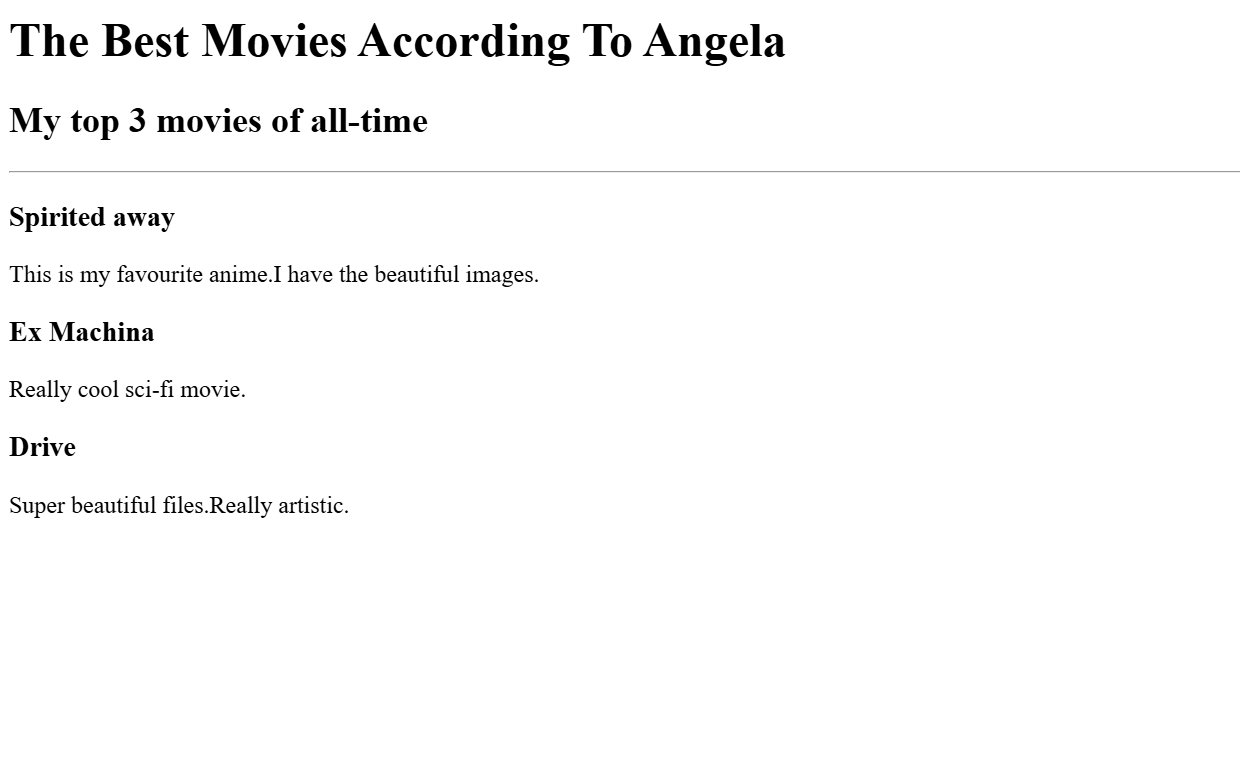 The Best Movies According To Angela
My top 3 movies of all-time
Spirited away
This is my favourite anime.I have the beautiful images.
Ex Machina
Really cool sci-fi movie.
Drive
Super beautiful files.Really artistic.